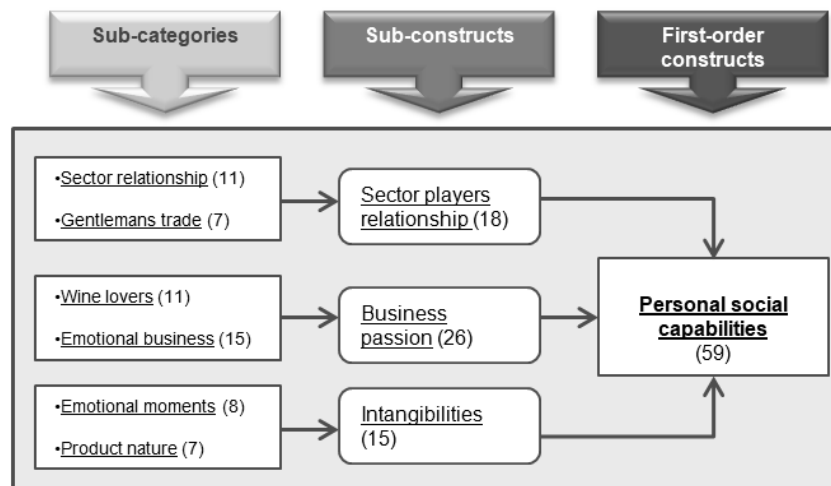 Sub-categories
Sub-constructs
First-order
constructs
•Sector relationship (11)
•Gentlemans trade (7)
Sector players
relationship (18)
•Wine lovers (11)
•Emotional business (15)
Business
passion (26)
•Emotional moments (8)
•Product nature (7)
Intangibilities
(15)
Personal social
capabilities
(59)